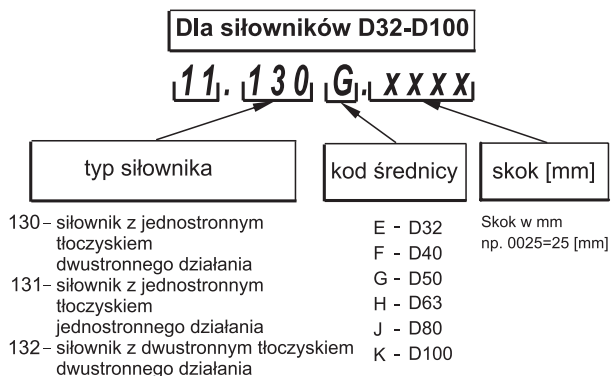 Dla siłowników D32-D100
11.130G.xxxx
typ siłownika
kod średnicy
skok [mm]
130– siłownik z jednostronnym
tłoczyskiem
dwustronnego działania
131– siłownik z jednostronnym
tłoczyskiem
jednostronnego działania
132– siłownik z dwustronnym tłoczyskiem
dwustronnego działania
E - D32
F - D40
G - D50
H - D63
J - D80
K - D100
Skok w mm
np. 0025=25 [mm]